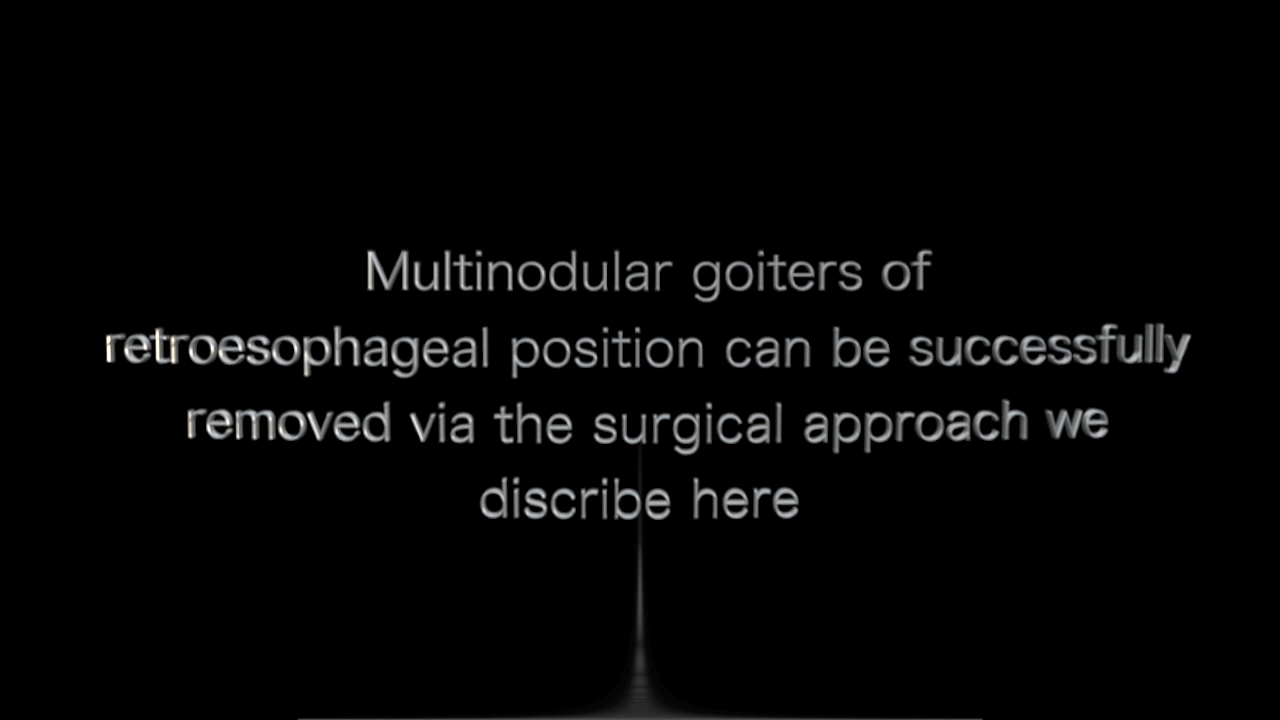 Multinodular goiters of
retroesophageal position can be successfully
removed via the surgical approach we
discribe here